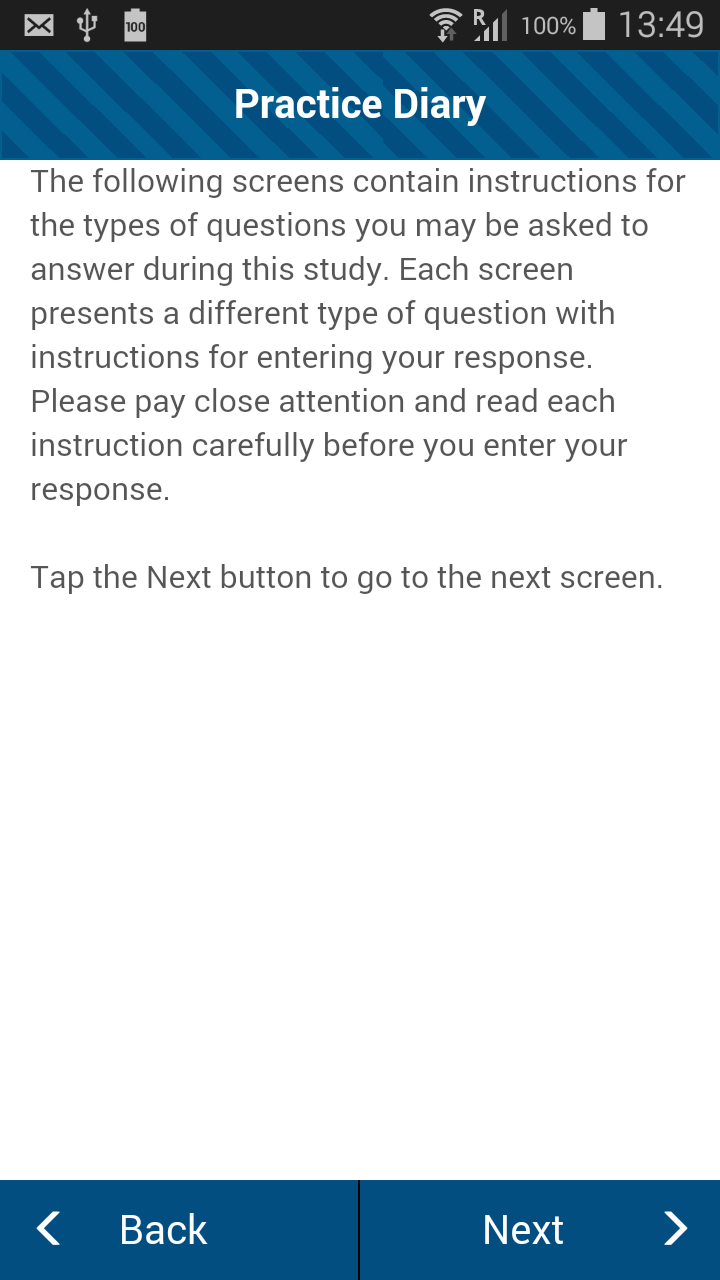 100
R
100%
13:49
Practice Diary
The following screens contain instructions for
the types of questions you may be asked to
answer during this study. Each screen
presents a different type of question with
instructions for entering your response.
Please pay close attention and read each
instruction carefully before you enter your
response.
Tap the Next button to go to the next screen.
Back
Next